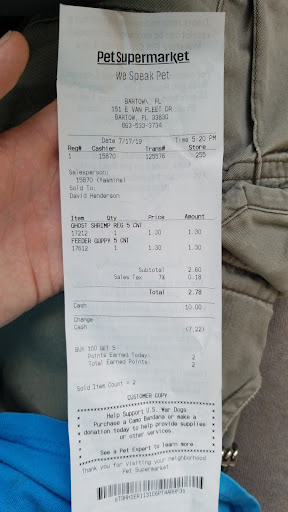 Pet Supermarket
We Speak Pet
BARTOW, FL
151 E VAN FLEET DR
BARTOW, FL 33830
863-533-3734
Date 7/17/19 Time 5:20 PM
Reg# Cashier Trans# Store
1 15870 125576 255
Salesperson:
15870 (Yasmine)
Sold To:
David Henderson
Item Qty Price Amount
GHOST SHRIMP REG 5 CNT
17212 1 1.30 1.30
FEEDER GUPPY 5 CNT
17612 1 1.30 1.30
Subtotal 2.60
Sales Tax 7% 0.18
Total 2.78
Cash 10.00
Change
Cash (7.22)
BUY 100 GET 5
Points Earned Today: 2
Total Earned Points: 2
Sold Item Count = 2
CUSTOMER COPY
Help Support U.S. War Dogs
Purchase a Camo Bandana or make a
donation today to help provide supplies
or other services.
See a Pet Expert to learn more
Thank you for visiting your neighborhood
Pet Supermarket